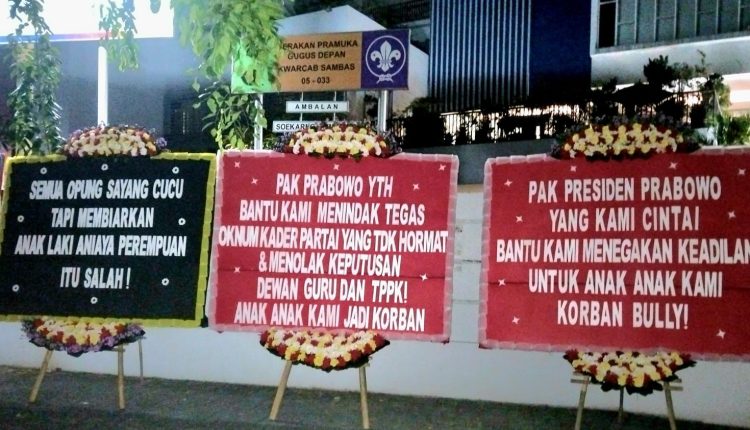 GERAKAN PRAMUKA
GUGUS DEPAN
KWARCAB SAMBAS
05 - 033
AMBALAN
SEMUA OPUNG SAYANG CUCU
TAPI MEMBIARKAN
ANAK LAKI ANIAYA PEREMPUAN
ITU SALAH !
PAK PRABOWO YTH
BANTU KAMI MENINDAK TEGAS
OKNUM KADER PARTAI YANG TDK HORMAT
& MENOLAK KEPUTUSAN
DEWAN GURU DAN TPPK!
ANAK ANAK KAMI JADI KORBAN
PAK PRESIDEN PRABOWO
YANG KAMI CINTAI
BANTU KAMI MENEGAKAN KEADILAN
UNTUK ANAK ANAK KAMI
KORBAN BULLY!